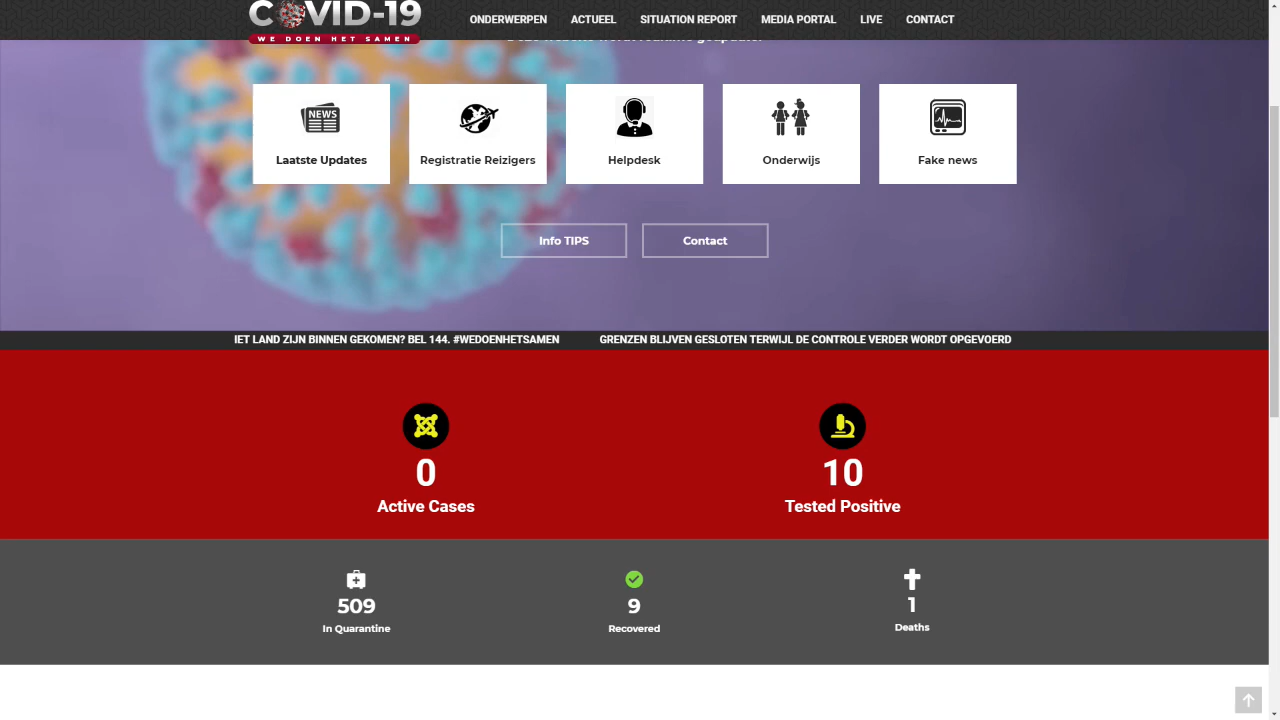 COVID-19
WE DOEN HET SAMEN
ONDERWERPEN ACTUEEL SITUATION REPORT MEDIA PORTAL LIVE CONTACT
NEWS
Laatste Updates
Registratie Reizigers
Helpdesk
Onderwijs
Fake news
Info TIPS
Contact
IET LAND ZIJN BINNEN GEKOMEN? BEL 144. #WEDOENHETSAMEN GRENZEN BLIJVEN GESLOTEN TERWIJL DE CONTROLE VERDER WORDT OPGEVOERD
0
Active Cases
10
Tested Positive
509
In Quarantine
9
Recovered
1
Deaths